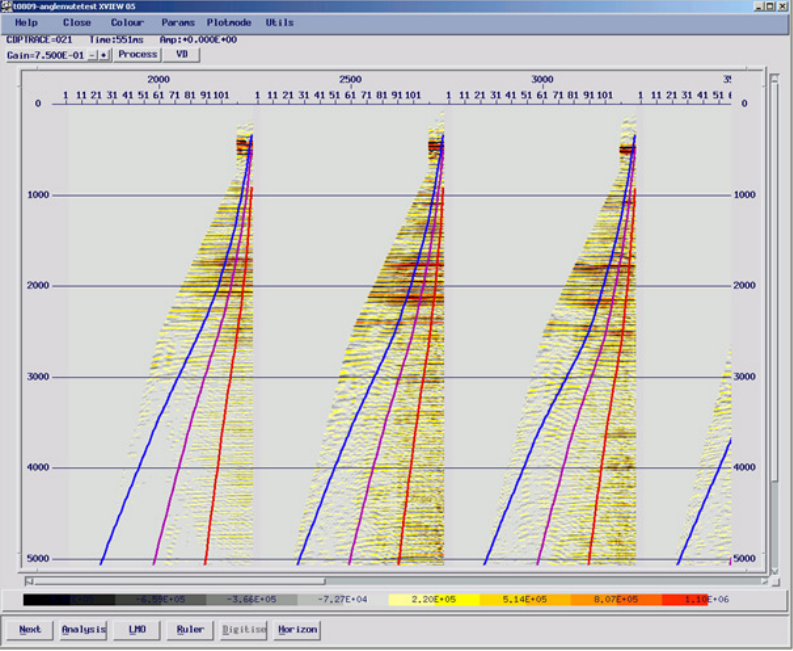 t0009-anglemutetest XVIEW 05
Help Close Colour Params Plotmode Utils
CDPTRACE=021 Time:551ms Amp:+0.000E+00
Gain=7.500E-01 - + Process VD
2000 2500 3000
0 1 11 21 31 41 51 61 71 81 91 101 1 11 21 31 41 51 61 71 81 91 101 1 11 21 31 41 51 61 71 81 91 101 1 11 21 31 41 51 0
1000 1000
2000 2000
3000 3000
4000 4000
5000 5000
-6.59E+05 -3.66E+05 -7.27E+04 2.20E+05 5.14E+05 8.07E+05 1.10E+06
Next Analysis LMO Ruler Digitise Horizon